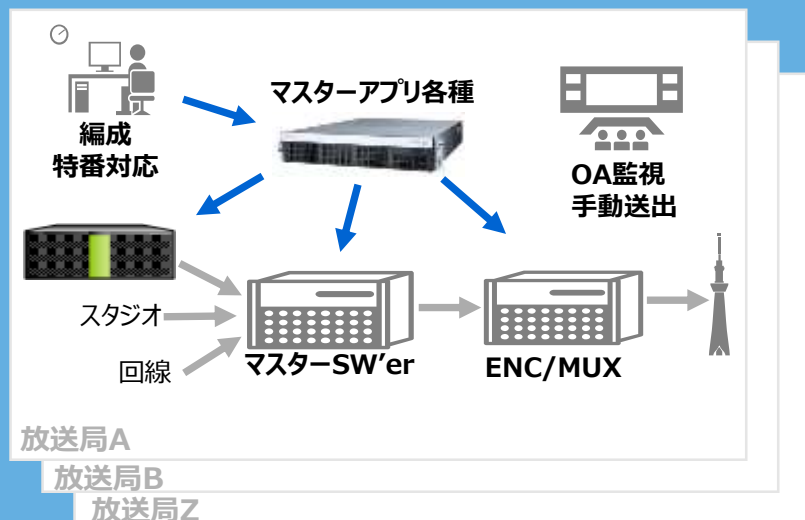 マスターアプリ各種
編成
特番対応
OA監視
手動送出
スタジオ
回線
マスターSW’er
ENC/MUX
放送局A
放送局B
放送局Z